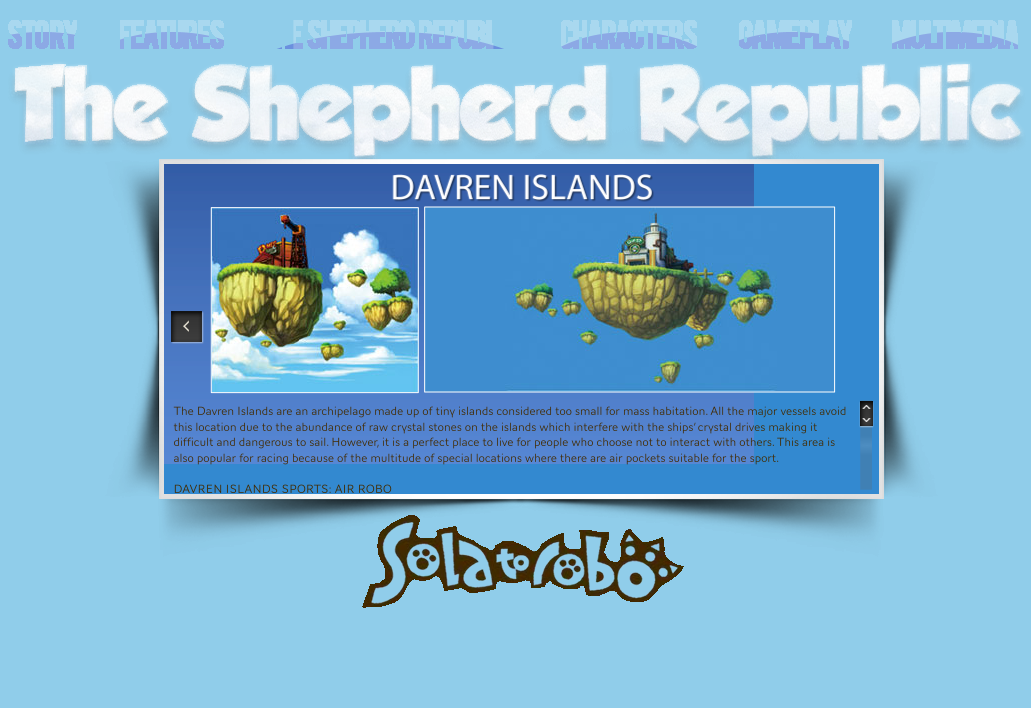 STORY FEATURES E SHEPHERD REPUBL CHARACTERS GAMEPLAY MULTIMEDIA
The Shepherd Republic
DAVREN ISLANDS
The Davren Islands are an archipelago made up of tiny islands considered too small for mass habitation. All the major vessels avoid
this location due to the abundance of raw crystal stones on the islands which interfere with the ships' crystal drives making it
difficult and dangerous to sail. However, it is a perfect place to live for people who choose not to interact with others. This area is
also popular for racing because of the multitude of special locations where there are air pockets suitable for the sport.
DAVREN ISLANDS SPORTS: AIR ROBO
Solatorobo